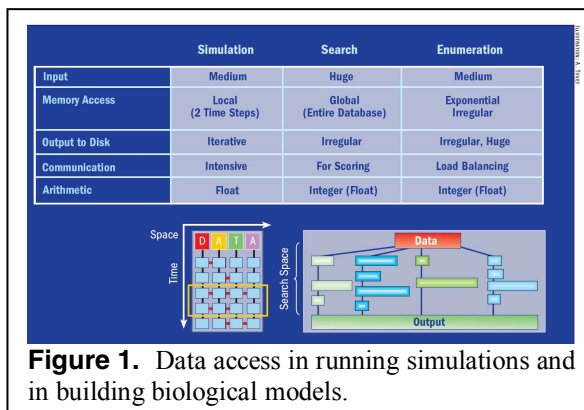 Simulation Search Enumeration
Input Medium Huge Medium
Memory Access Local Global Exponential
(2 Time Steps) (Entire Database) Irregular
Output to Disk Iterative Irregular Irregular, Huge
Communication Intensive For Scoring Load Balancing
Arithmetic Float Integer (Float) Integer (Float)
Space
Time
D A T A
Search Space
Data
Output
Figure 1. Data access in running simulations and
in building biological models.